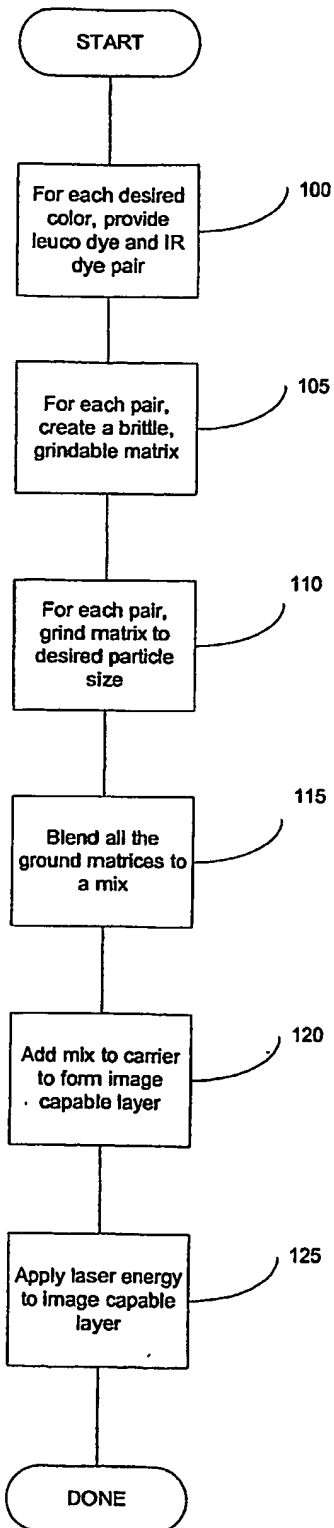 START
For each desired
color, provide
leuco dye and IR
dye pair
100
For each pair,
create a brittle,
grindable matrix
105
For each pair,
grind matrix to
desired particle
size
110
Blend all the
ground matrices to
a mix
115
Add mix to carrier
to form image
capable layer
120
Apply laser energy
to image capable
layer
125
DONE